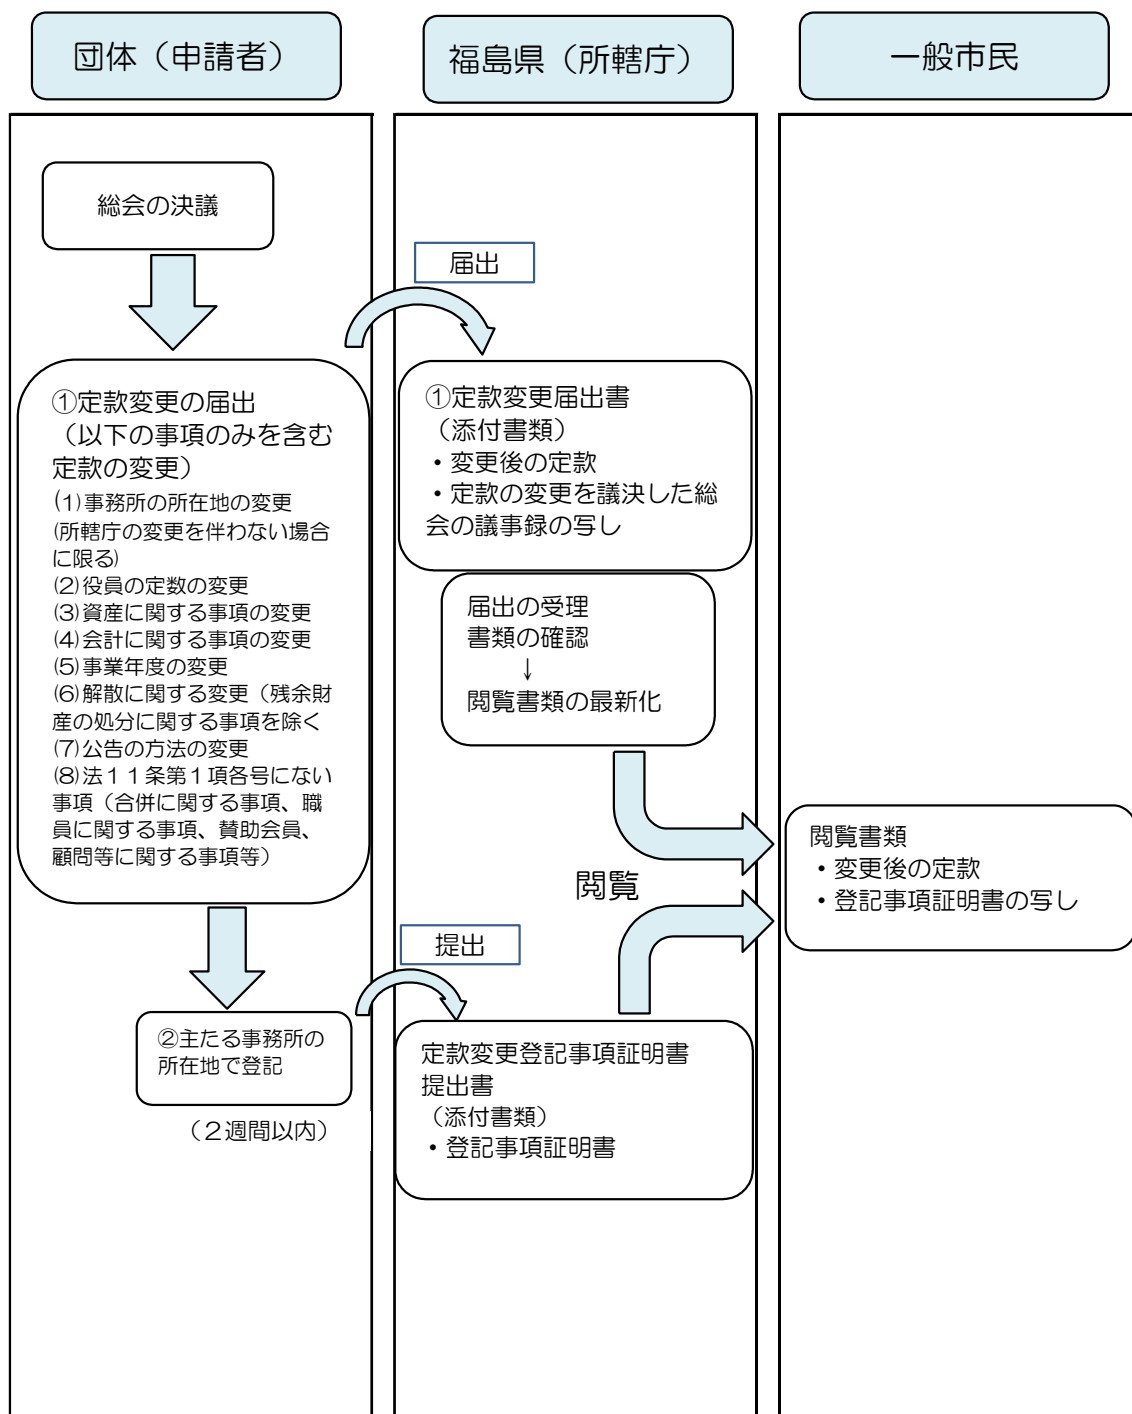 団体（申請者）
福島県（所轄庁）
一般市民
総会の決議
届出
①定款変更の届出
（以下の事項のみを含む
定款の変更）
(1)事務所の所在地の変更
(所轄庁の変更を伴わない場合
に限る)
(2)役員の定数の変更
(3)資産に関する事項の変更
(4)会計に関する事項の変更
(5)事業年度の変更
(6)解散に関する変更（残余財
産の処分に関する事項を除く
(7)公告の方法の変更
(8)法１１条第１項各号にない
事項（合併に関する事項、職
員に関する事項、賛助会員、
顧問等に関する事項等）
①定款変更届出書
（添付書類）
・変更後の定款
・定款の変更を議決した総
会の議事録の写し
届出の受理
書類の確認
↓
閲覧書類の最新化
閲覧
閲覧書類
・変更後の定款
・登記事項証明書の写し
提出
②主たる事務所の
所在地で登記
（２週間以内）
定款変更登記事項証明書
提出書
（添付書類）
・登記事項証明書